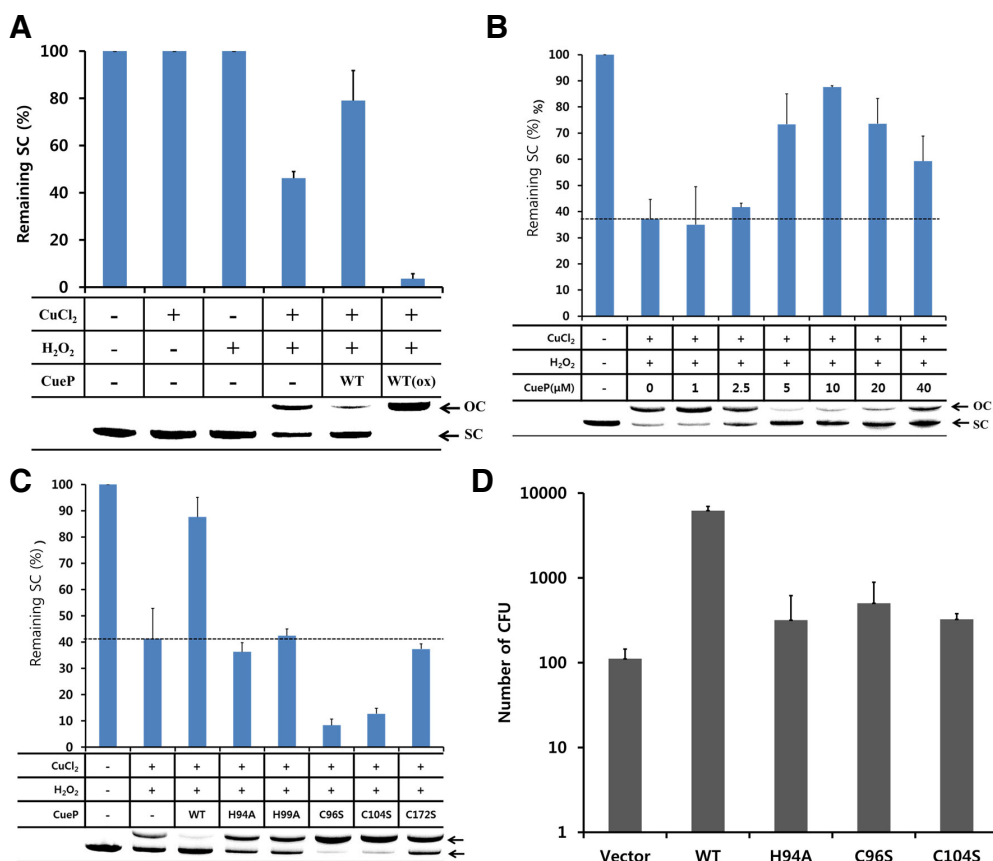 A
Remaining SC (%)
100
80
60
40
20
0
CuCl2 - + - + + +
H2O2 - - + + + +
CueP - - - - WT WT(ox)
OC
SC
B
Remaining SC (%) %)
100
90
80
70
60
50
40
30
20
10
0
CuCl2 - + + + + + + +
H2O2 - + + + + + + +
CueP(μM) - 0 1 2.5 5 10 20 40
OC
SC
C
Remaining SC (%) )
100
90
80
70
60
50
40
30
20
10
0
CuCl2 - + + + + + + +
H2O2 - + + + + + + +
CueP - - WT H94A H99A C96S C104S C172S
D
Number of CFU
10000
1000
100
10
1
Vector WT H94A C96S C104S